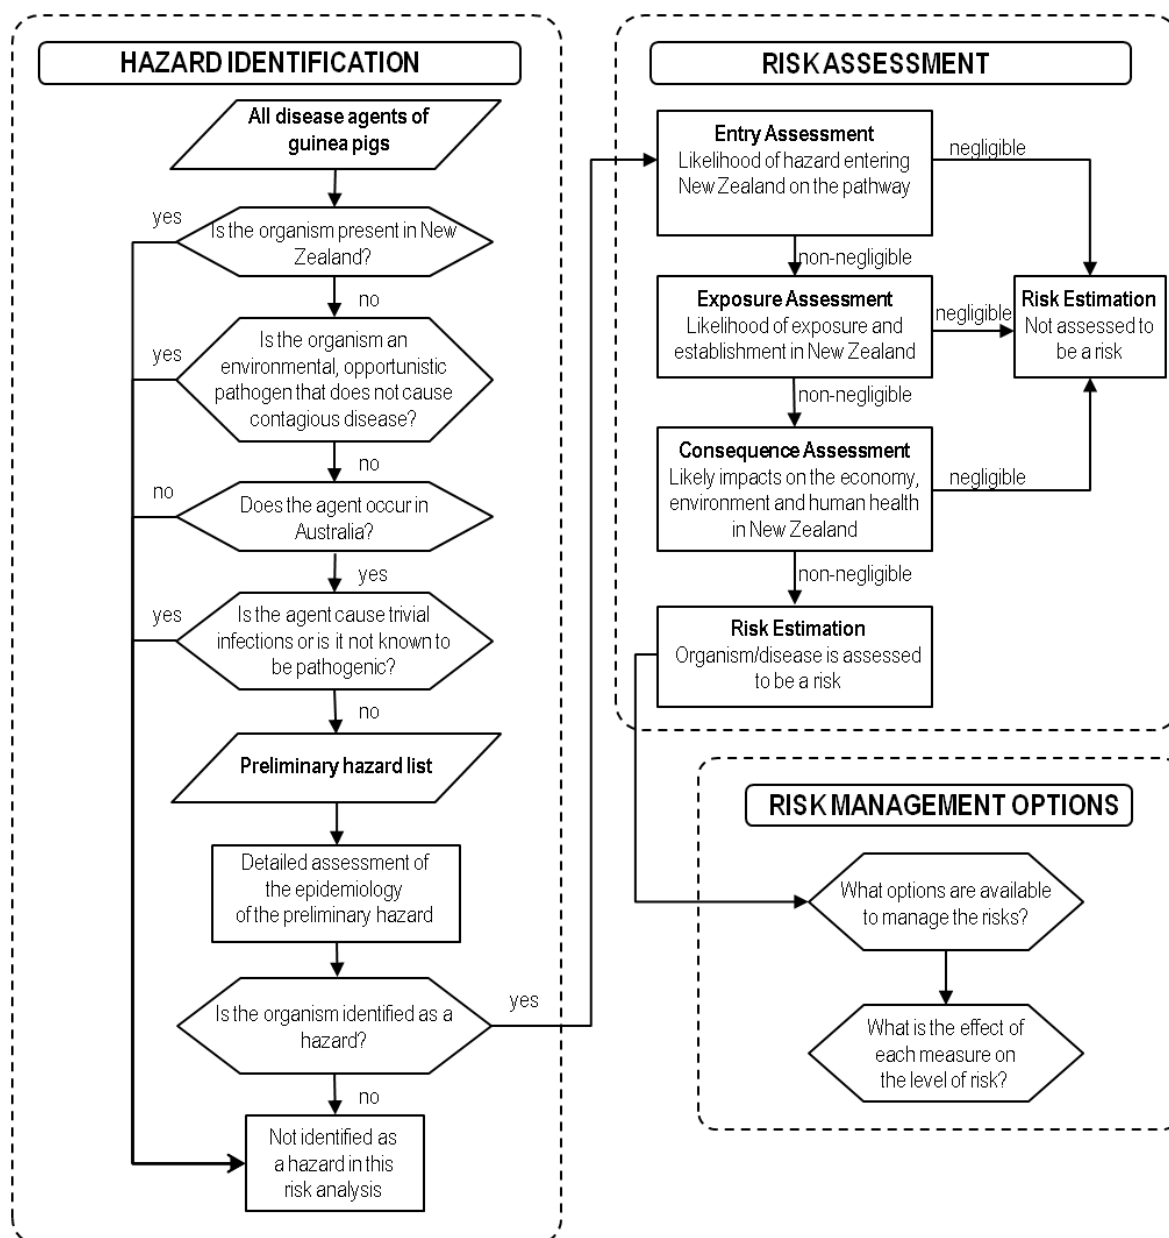 HAZARD IDENTIFICATION
All disease agents of
guinea pigs
yes
Is the organism present in New
Zealand?
no
Is the organism an
environmental, opportunistic
pathogen that does not cause
contagious disease?
yes
no
no
Does the agent occur in
Australia?
yes
yes
Is the agent cause trivial
infections or is it not known to
be pathogenic?
no
Preliminary hazard list
Detailed assessment of
the epidemiology
of the preliminary hazard
Is the organism identified as a
hazard?
yes
no
Not identified as
a hazard in this
risk analysis
RISK ASSESSMENT
Entry Assessment
Likelihood of hazard entering
New Zealand on the pathway
negligible
non-negligible
Exposure Assessment
Likelihood of exposure and
establishment in New Zealand
negligible
Risk Estimation
Not assessed to
be a risk
non-negligible
Consequence Assessment
Likely impacts on the economy,
environment and human health
in New Zealand
negligible
non-negligible
Risk Estimation
Organism/disease is assessed
to be a risk
RISK MANAGEMENT OPTIONS
What options are available
to manage the risks?
What is the effect of
each measure on
the level of risk?